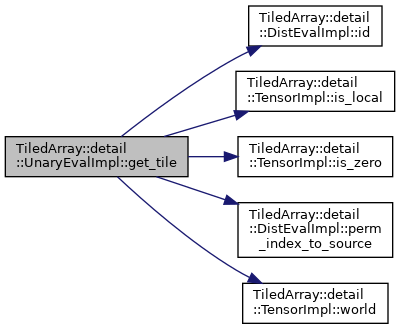 TiledArray::detail
::UnaryEvalImpl::get_tile
TiledArray::detail
::DistEvalImpl::id
TiledArray::detail
::TensorImpl::is_local
TiledArray::detail
::TensorImpl::is_zero
TiledArray::detail
::DistEvalImpl::perm
_index_to_source
TiledArray::detail
::TensorImpl::world